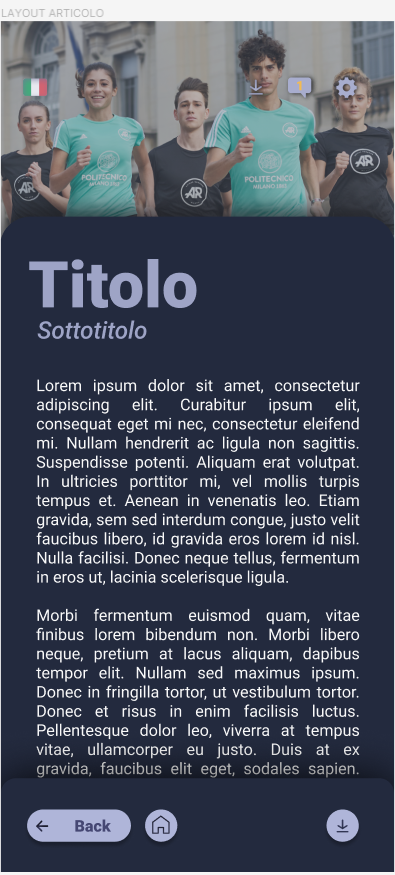 LAYOUT ARTICOLO
1
AR
POLITECNICO
MILANO 1863
AR
POLITECNICO
MILANO 1863
AR
Titolo
Sottotitolo
Lorem ipsum dolor sit amet, consectetur
adipiscing elit. Curabitur ipsum elit,
consequat eget mi nec, consectetur eleifend
mi. Nullam hendrerit ac ligula non sagittis.
Suspendisse potenti. Aliquam erat volutpat.
In ultricies porttitor mi, vel mollis turpis
tempus et. Aenean in venenatis leo. Etiam
gravida, sem sed interdum congue, justo velit
faucibus libero, id gravida eros lorem id nisl.
Nulla facilisi. Donec neque tellus, fermentum
in eros ut, lacinia scelerisque ligula.
Morbi fermentum euismod quam, vitae
finibus lorem bibendum non. Morbi libero
neque, pretium at lacus aliquam, dapibus
tempor elit. Nullam sed maximus ipsum.
Donec in fringilla tortor, ut vestibulum tortor.
Donec et risus in enim facilisis luctus.
Pellentesque dolor leo, viverra at tempus
vitae, ullamcorper eu justo. Duis at ex
gravida, faucibus elit eget, sodales sapien.
Back